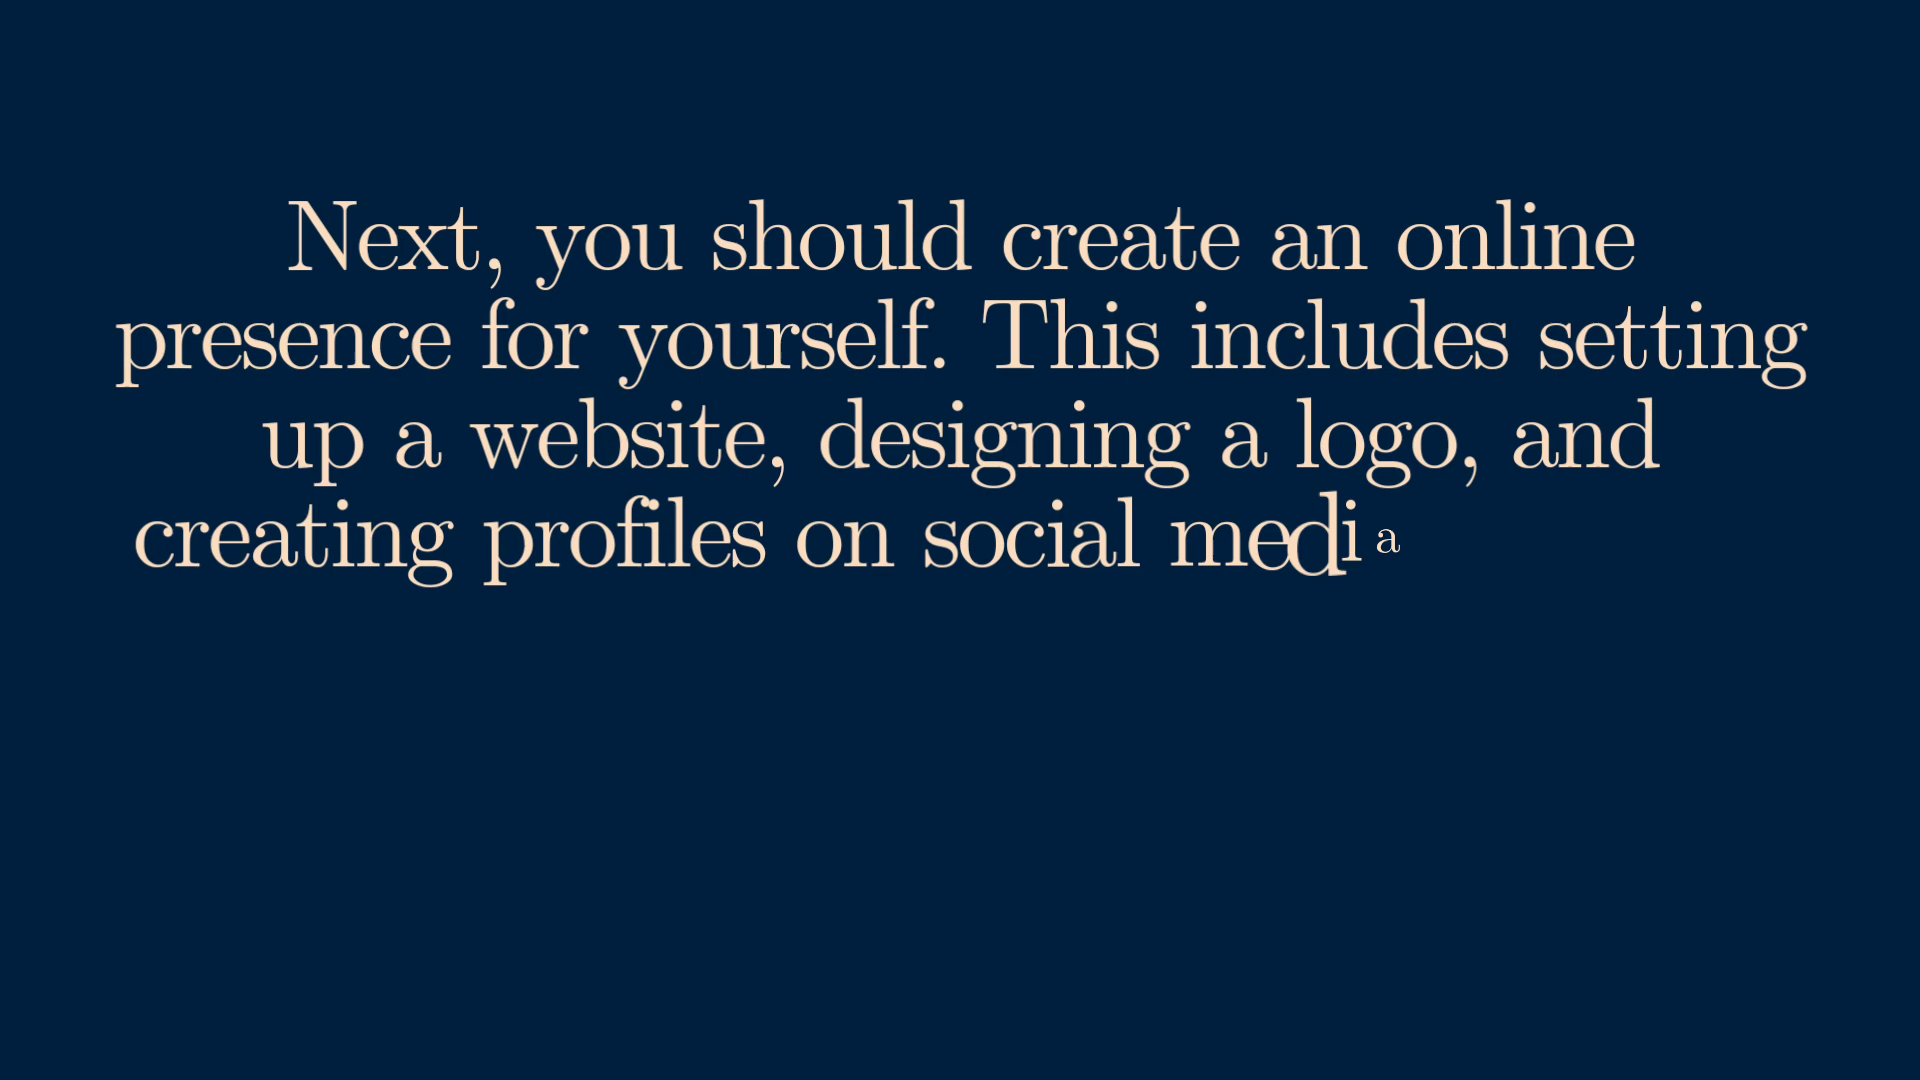 Next, you should create an online
presence for yourself. This includes setting
up a website, designing a logo, and
creating profiles on social media